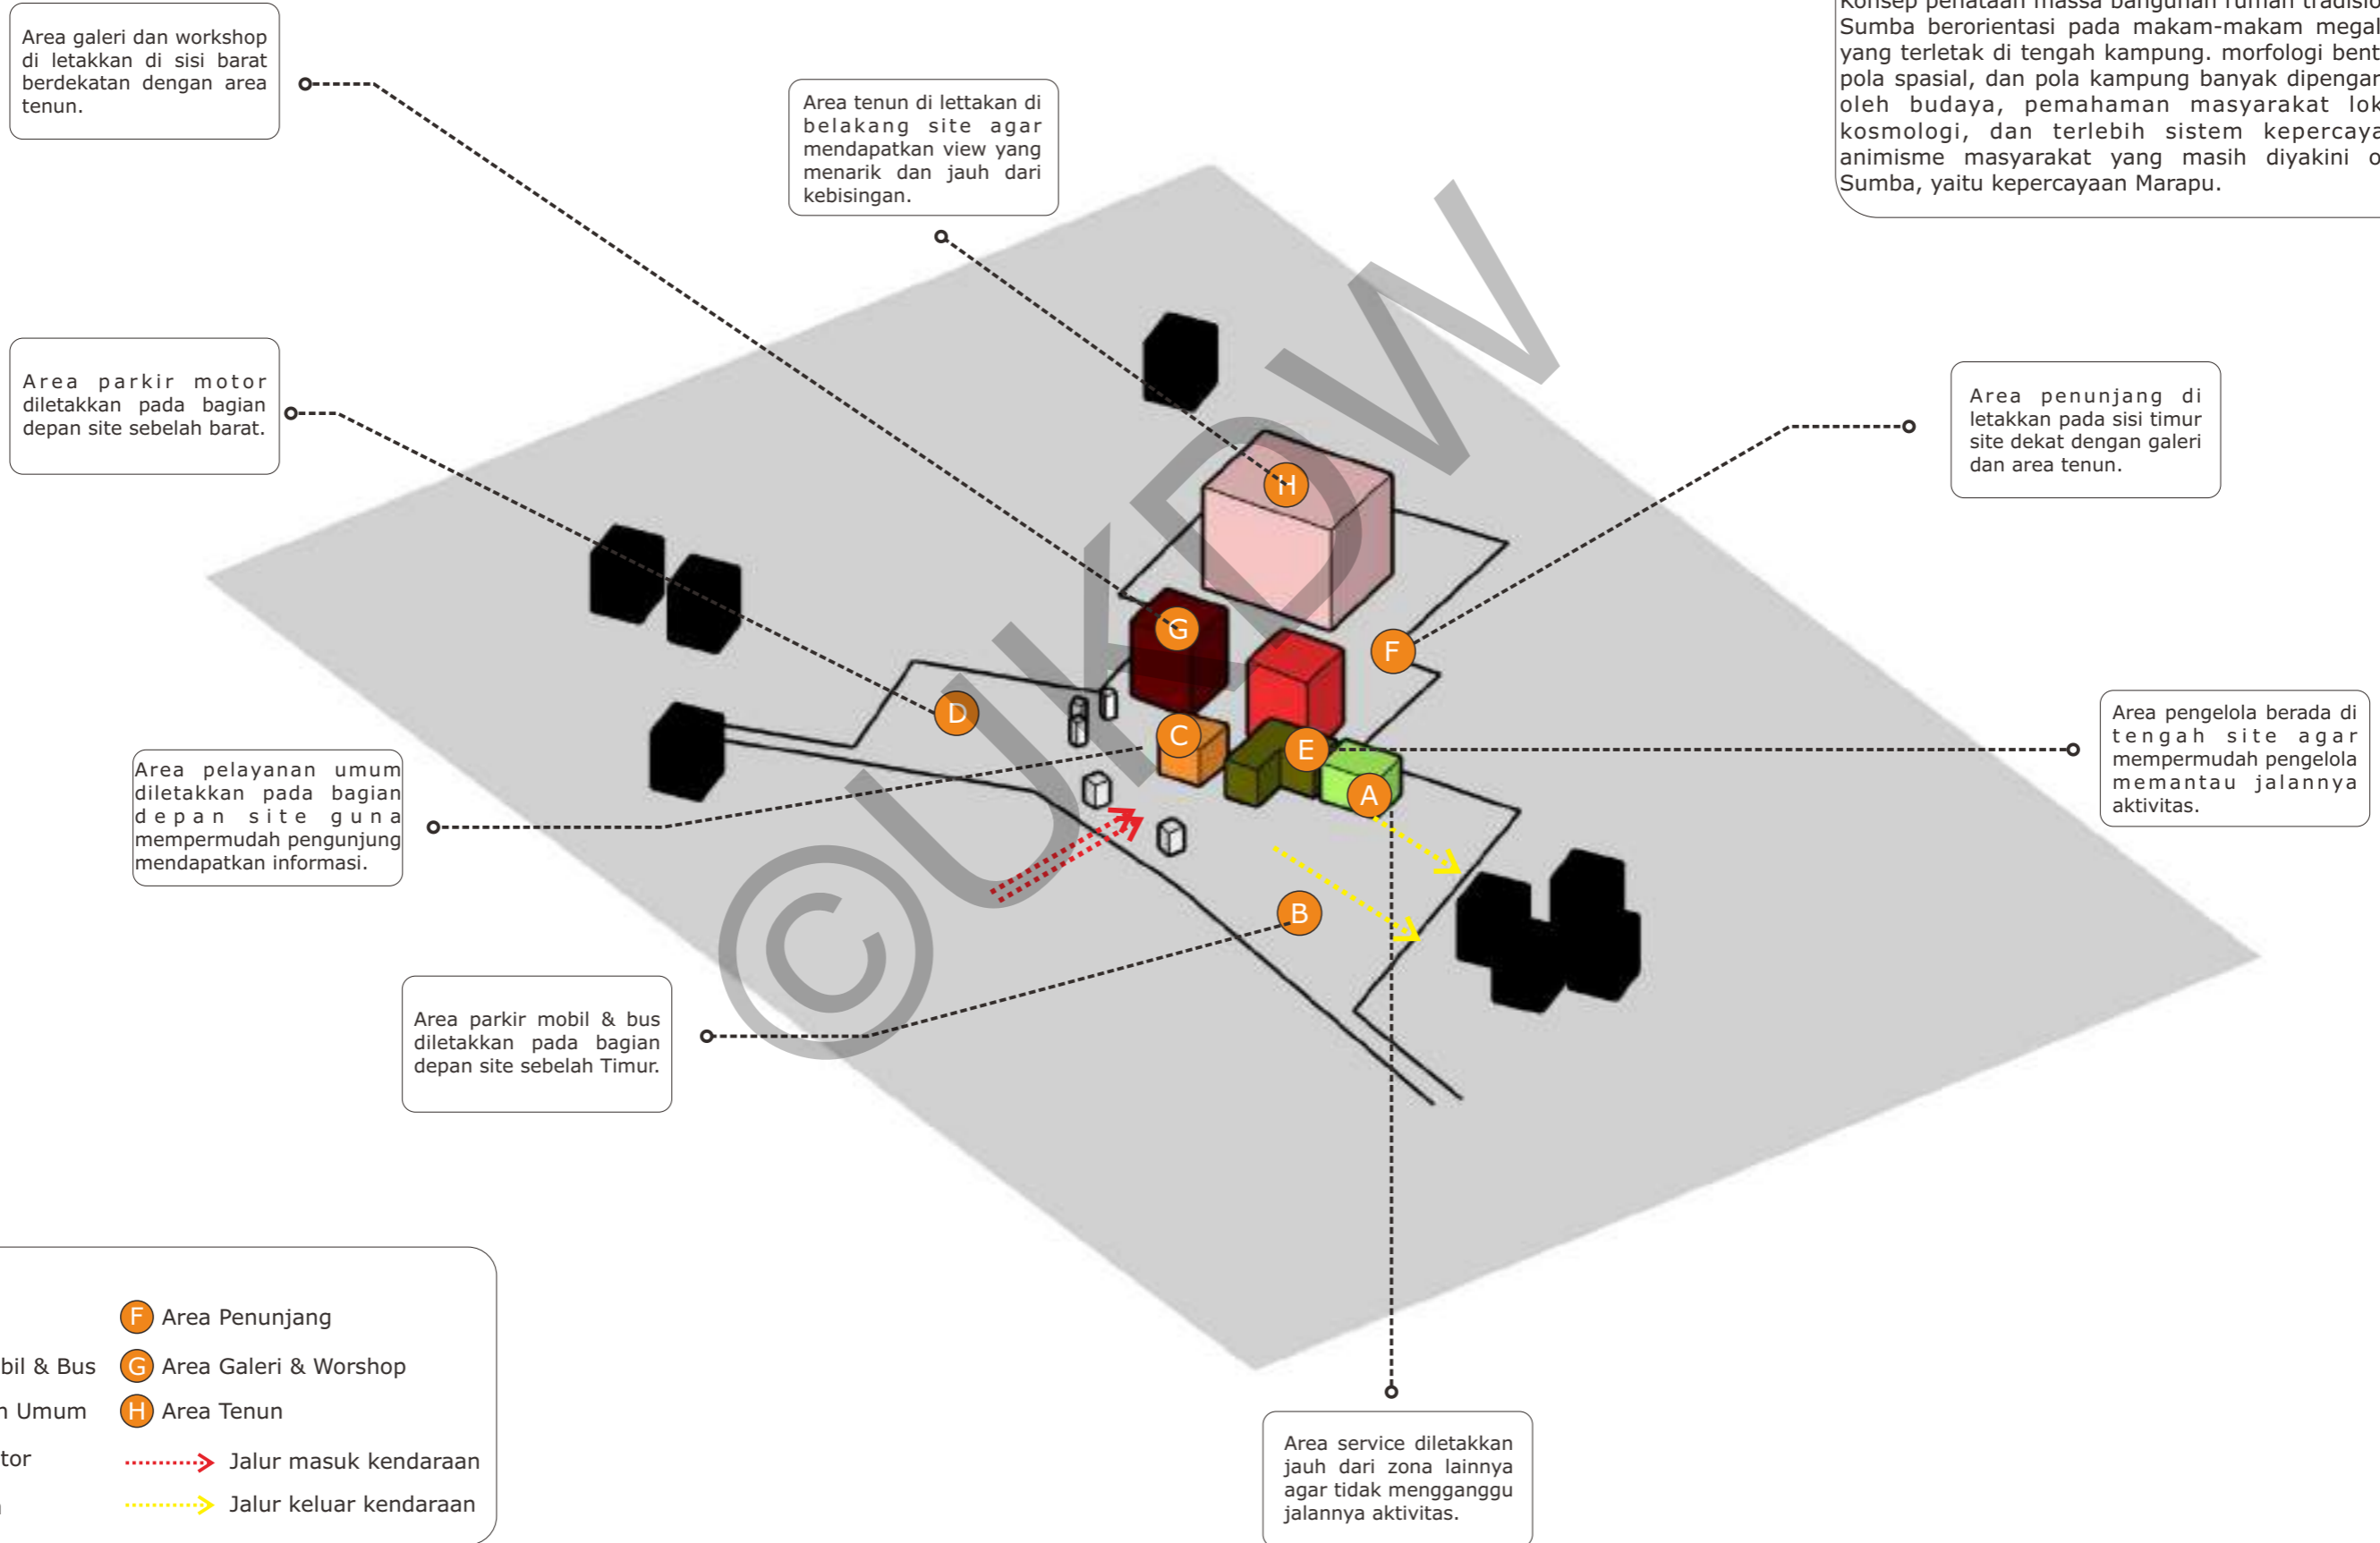 Area galeri dan workshop
di letakkan di sisi barat
berdekatan dengan area
tenun.
Area tenun di lettakan di
belakang site agar
mendapatkan view yang
menarik dan jauh dari
kebisingan.
Konsep penataan massa bangunan rumah
Sumba berorientasi pada makam-makam
yang terletak di tengah kampung. morfologi
pola spasial, dan pola kampung banyak
oleh budaya, pemahaman masyarakat
kosmologi, dan terlebih sistem
animisme masyarakat yang masih diyakini
Sumba, yaitu kepercayaan Marapu.
Area parkir motor
diletakkan pada bagian
depan site sebelah barat.
Area penunjang di
letakkan pada sisi timur
site dekat dengan galeri
dan area tenun.
Area pengelola berada di
tengah site agar
mempermudah pengelola
memantau jalannya
aktivitas.
Area pelayanan umum
diletakkan pada bagian
depan site guna
mempermudah pengunjung
mendapatkan informasi.
Area parkir mobil & bus
diletakkan pada bagian
depan site sebelah Timur.
Area service diletakkan
jauh dari zona lainnya
agar tidak mengganggu
jalannya aktivitas.
H
G
F
D
C
E
A
B
©UKDW
F Area Penunjang
& Bus
G Area Galeri & Worshop
Umum
H Area Tenun
Jalur masuk kendaraan
Jalur keluar kendaraan